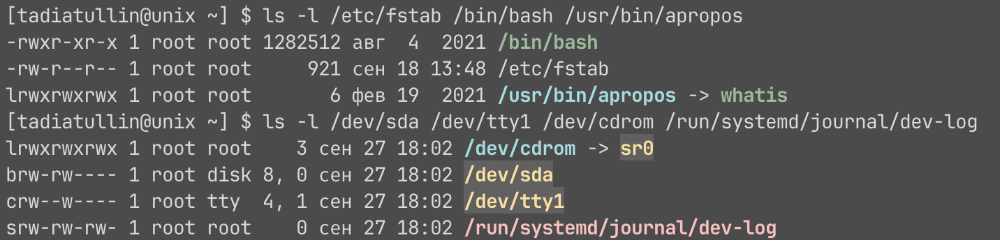 [tadiatullin@unix ~] $ ls -l /etc/fstab /bin/bash /usr/bin/apropos
-rwxr-xr-x 1 root root 1282512 авг  4  2021 /bin/bash
-rw-r--r-- 1 root root     921 сен 18 13:48 /etc/fstab
lrwxrwxrwx 1 root root       6 фев 19  2021 /usr/bin/apropos -> whatis
[tadiatullin@unix ~] $ ls -l /dev/sda /dev/tty1 /dev/cdrom /run/systemd/journal/dev-log
lrwxrwxrwx 1 root root    3 сен 27 18:02 /dev/cdrom -> sr0
brw-rw---- 1 root disk 8, 0 сен 27 18:02 /dev/sda
crw--w---- 1 root tty  4, 1 сен 27 18:02 /dev/tty1
srw-rw-rw- 1 root root    0 сен 27 18:02 /run/systemd/journal/dev-log